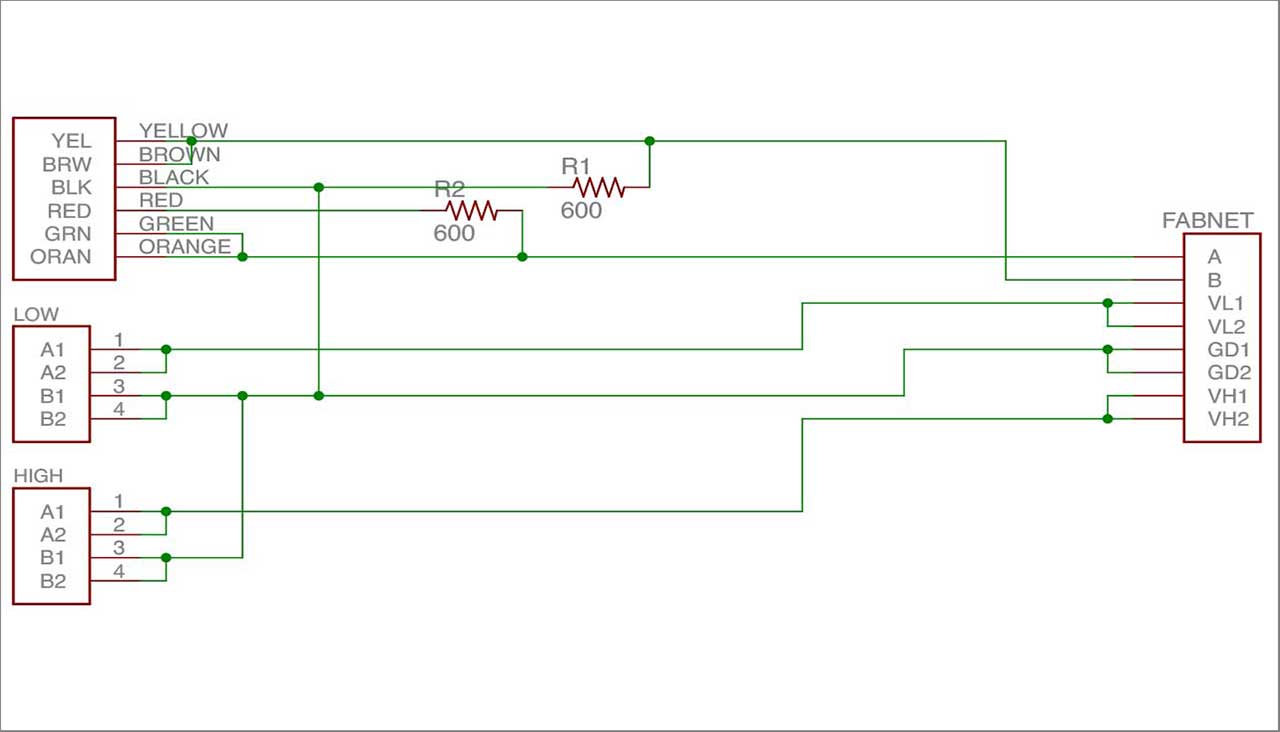 YEL
BRW
BLK
RED
GRN
ORAN
YELLOW
BROWN
BLACK
RED
GREEN
ORANGE
R1
600
R2
600
LOW
A1 1
A2 2
B1 3
B2 4
HIGH
A1 1
A2 2
B1 3
B2 4
FABNET
A
B
VL1
VL2
GD1
GD2
VH1
VH2